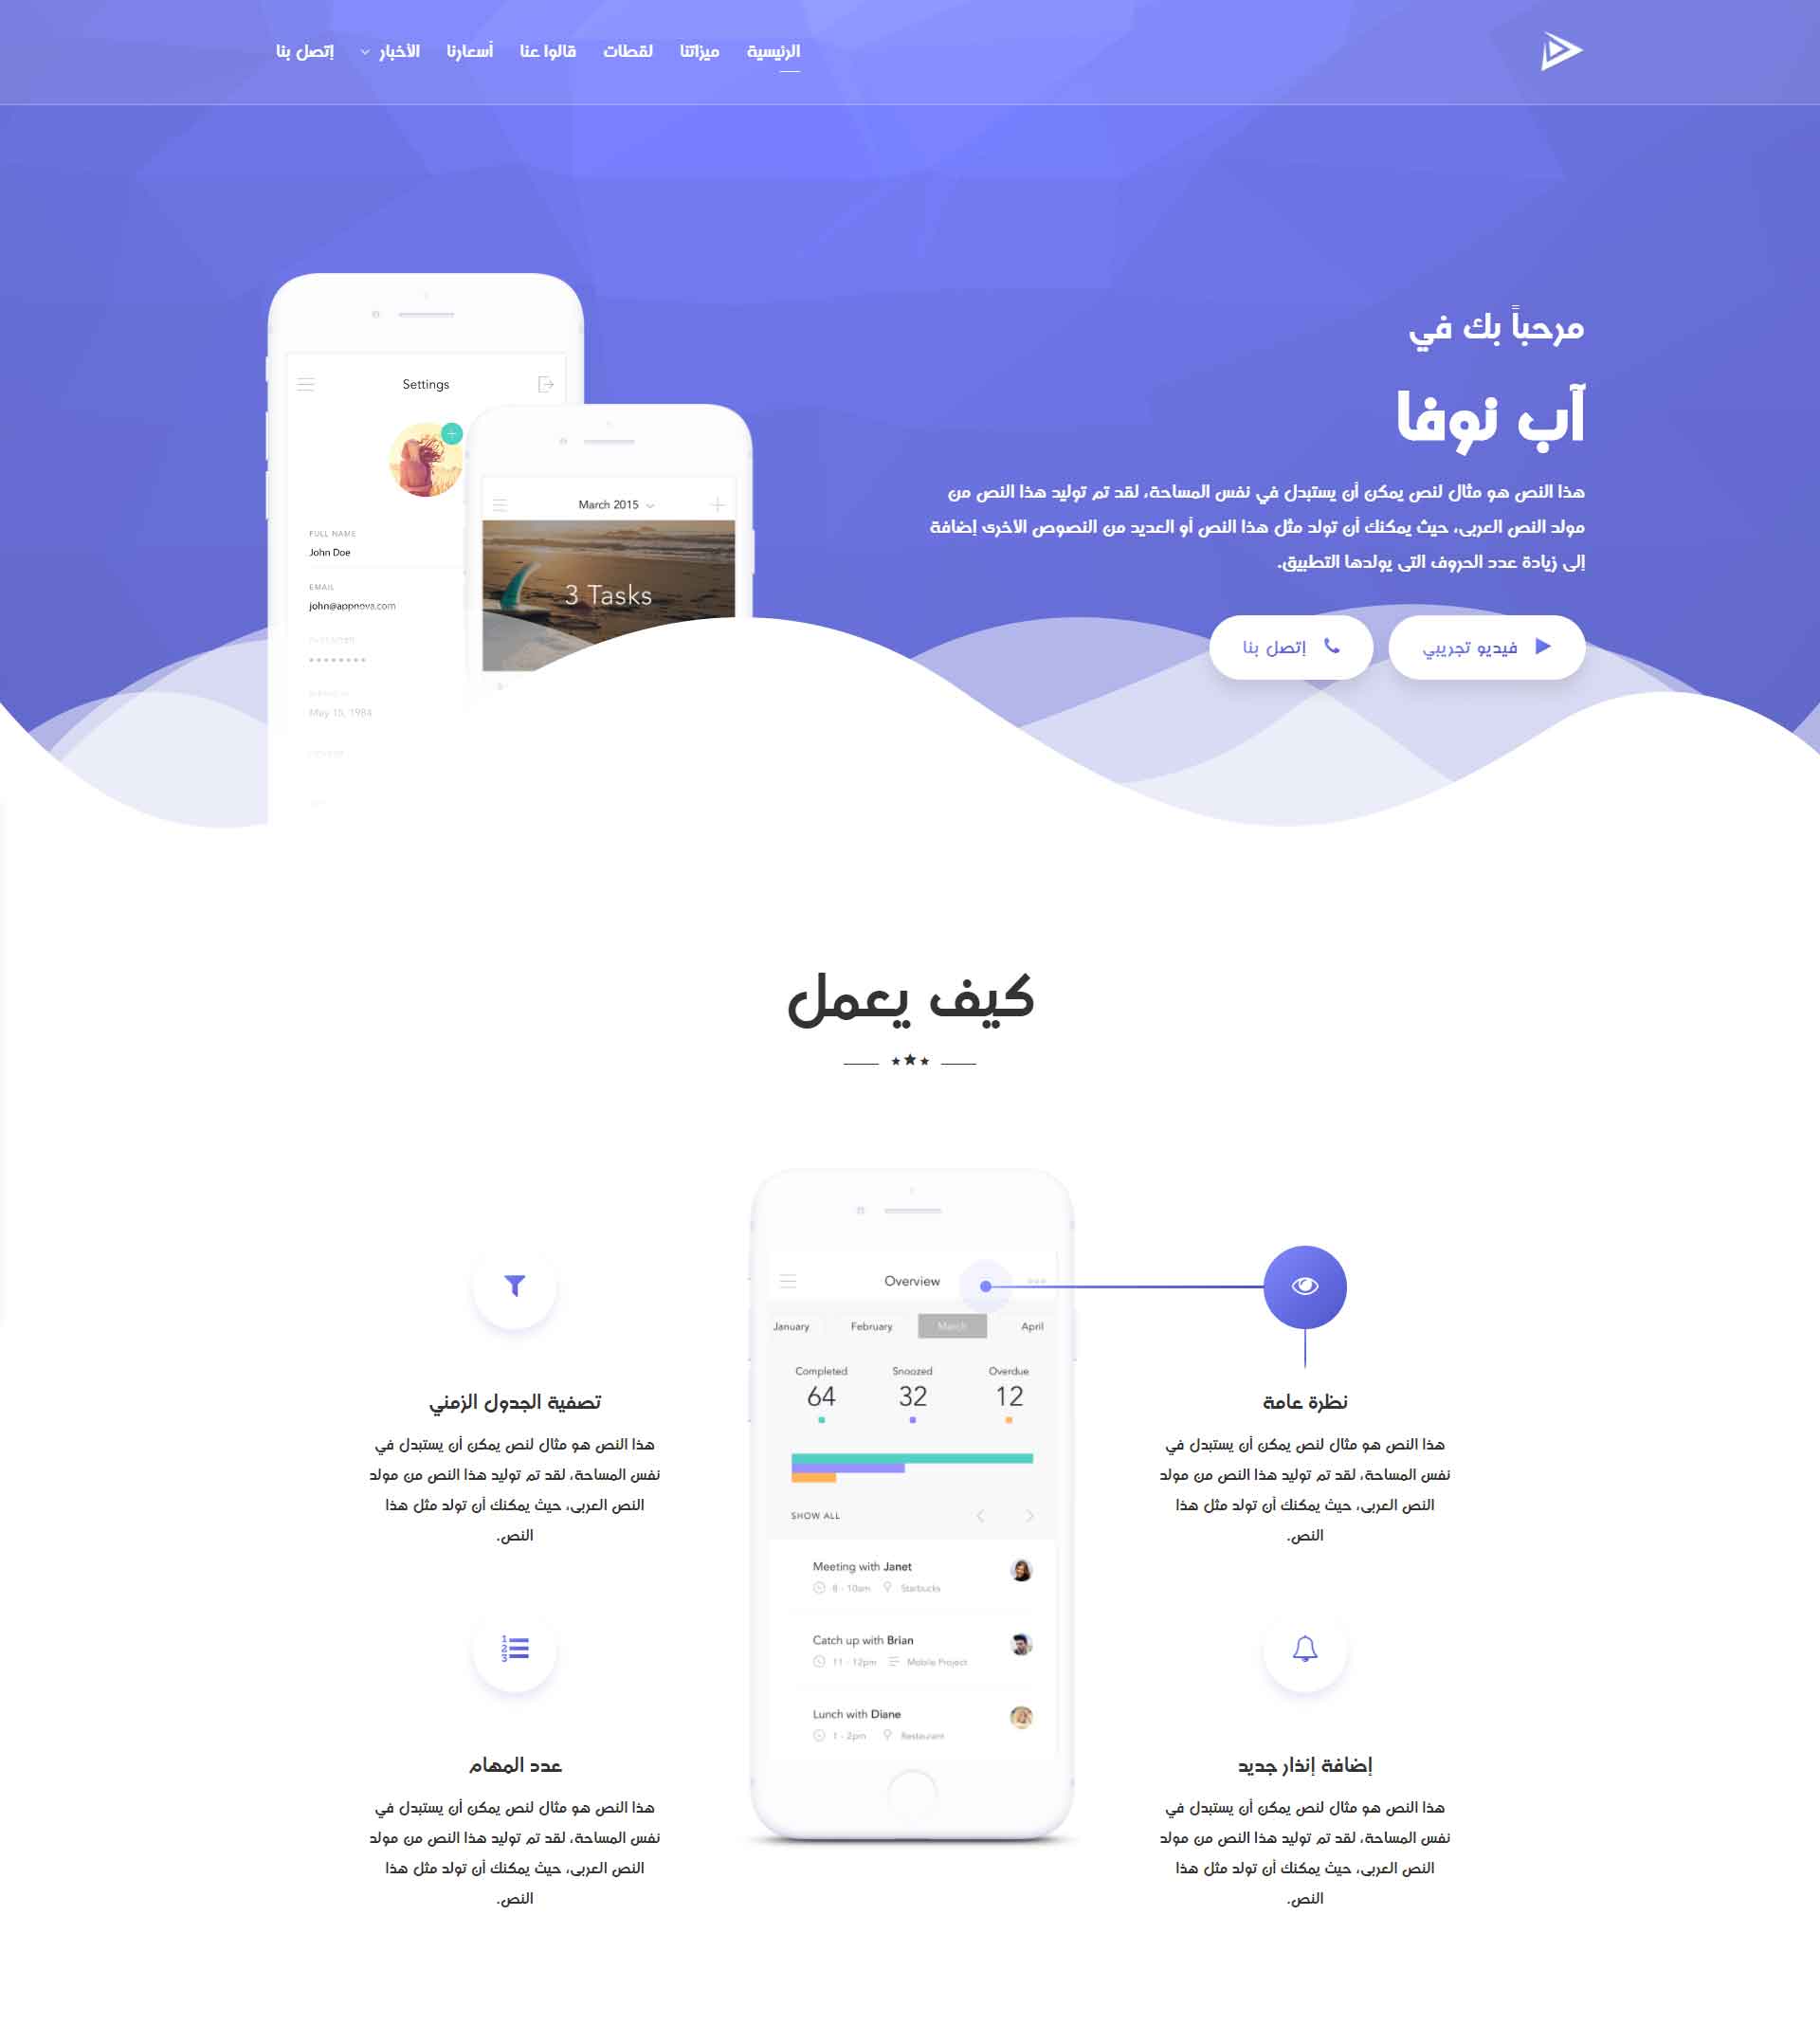 الرئيسية
ميزاتنا
لقطات
قالوا عنا
أسعارنا
الأخبار
إتصل بنا
مرحباً بك في
آب نوفا
هذا النص هو مثال لنص يمكن أن يستبدل في نفس المساحة، لقد تم توليد هذا النص من
مولد النص العربى، حيث يمكنك أن تولد مثل هذا النص أو العديد من النصوص الاخرى إضافة
إلى زيادة عدد الحروف التى يولدها التطبيق.
فيديو تجريبي
إتصل بنا
Settings
FULL NAME
John Doe
EMAIL
john@appnova.com
May 15, 1984
March 2015
3 Tasks
كيف يعمل
نظرة عامة
هذا النص هو مثال لنص يمكن أن يستبدل في
نفس المساحة، لقد تم توليد هذا النص من مولد
النص العربى، حيث يمكنك أن تولد مثل هذا
النص.
إضافة إنذار جديد
هذا النص هو مثال لنص يمكن أن يستبدل في
نفس المساحة، لقد تم توليد هذا النص من مولد
النص العربى، حيث يمكنك أن تولد مثل هذا
النص.
Overview
January February March April
Completed Snoozed Overdue
64 32 12
SHOW ALL
Meeting with Janet
8 - 10am Starbucks
Catch up with Brian
11 - 12pm Mobile Project
Lunch with Diane
1 - 2pm Restaurant
تصفية الجدول الزمني
هذا النص هو مثال لنص يمكن أن يستبدل في
نفس المساحة، لقد تم توليد هذا النص من مولد
النص العربى، حيث يمكنك أن تولد مثل هذا
النص.
1
2
3
عدد المهام
هذا النص هو مثال لنص يمكن أن يستبدل في
نفس المساحة، لقد تم توليد هذا النص من مولد
النص العربى، حيث يمكنك أن تولد مثل هذا
النص.